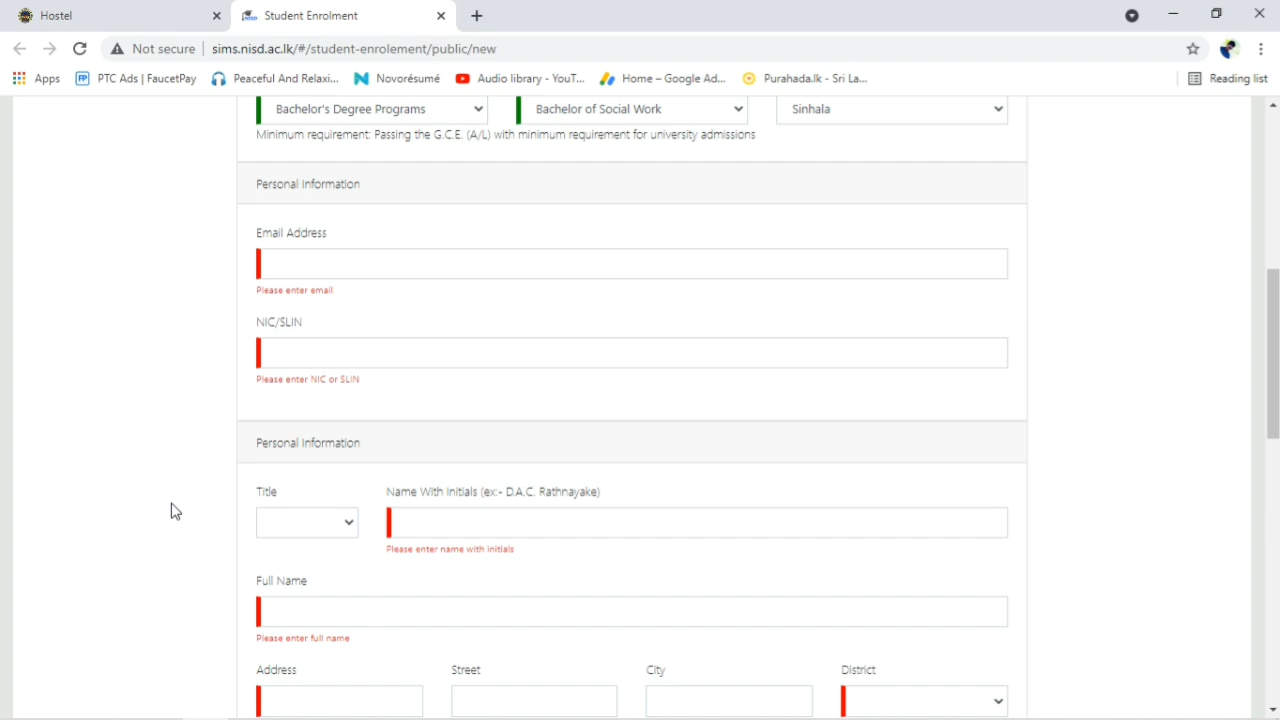 Hostel
Student Enrolment
Not secure sims.nisd.ac.lk/#/student-enrolement/public/new
Apps PTC Ads | FaucetPay Peaceful And Relaxi... Novorésumé Audio library - YouT... Home – Google Ad... Purahada.lk - Sri La... Reading list
Bachelor's Degree Programs Bachelor of Social Work Sinhala
Minimum requirement: Passing the G.C.E. (A/L) with minimum requirement for university admissions
Personal Information
Email Address
Please enter email
NIC/SLIN
Please enter NIC or SLIN
Personal Information
Title Name With Initials (ex:- D.A.C. Rathnayake)
Please enter name with initials
Full Name
Please enter full name
Address Street City District